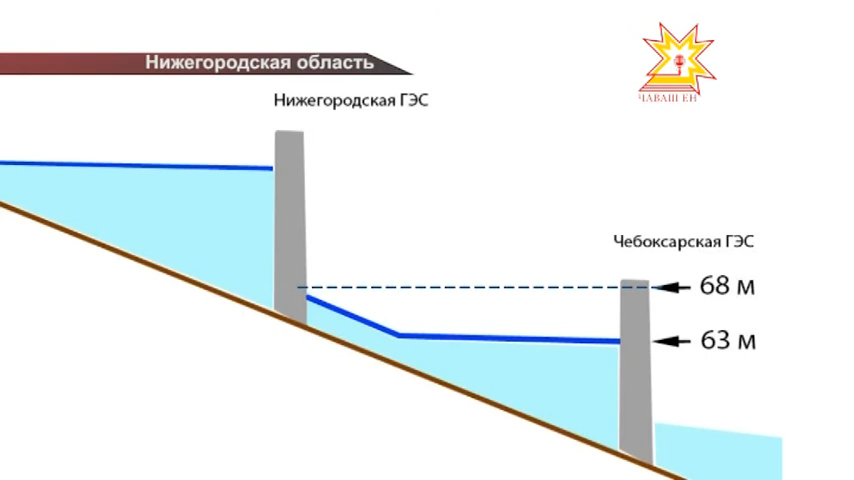 Нижегородская область
ЧАВАШ ЕН
Нижегородская ГЭС
Чебоксарская ГЭС
68 м
63 м